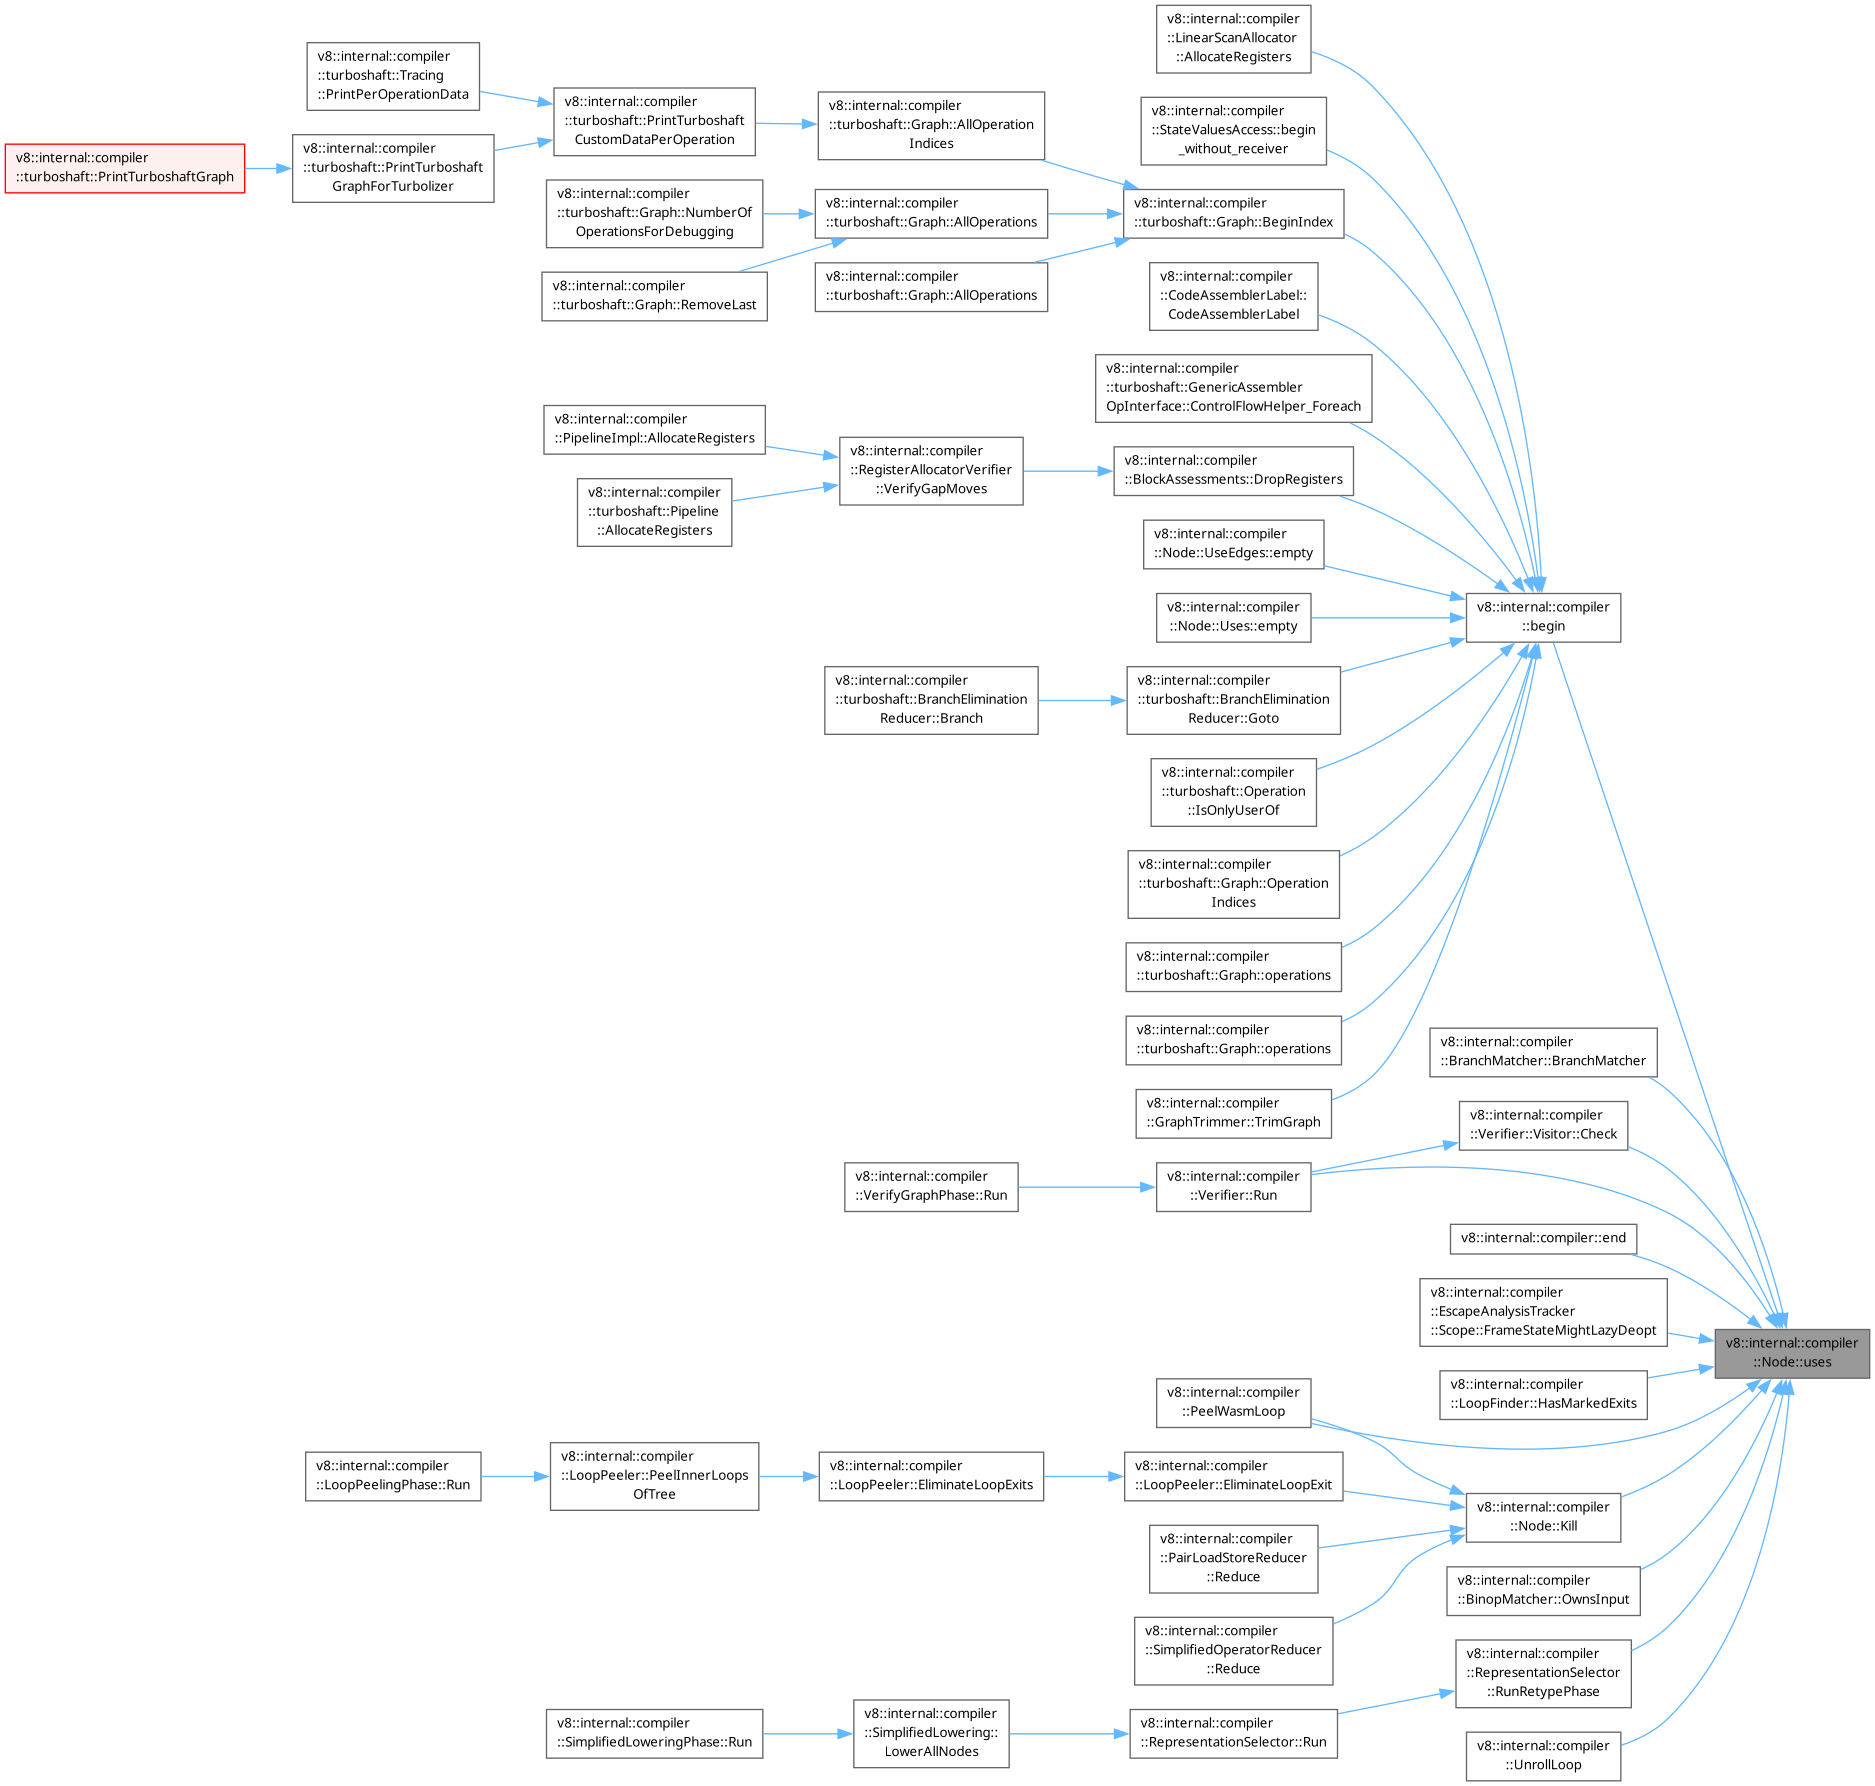 v8::internal::compiler
::LinearScanAllocator
::AllocateRegisters
v8::internal::compiler
::turboshaft::Tracing
::PrintPerOperationData
v8::internal::compiler
::turboshaft::PrintTurboshaft
CustomDataPerOperation
v8::internal::compiler
::turboshaft::Graph::AllOperation
Indices
v8::internal::compiler
::StateValuesAccess::begin
_without_receiver
v8::internal::compiler
::turboshaft::PrintTurboshaftGraph
v8::internal::compiler
::turboshaft::PrintTurboshaft
GraphForTurbolizer
v8::internal::compiler
::turboshaft::Graph::NumberOf
OperationsForDebugging
v8::internal::compiler
::turboshaft::Graph::AllOperations
v8::internal::compiler
::turboshaft::Graph::BeginIndex
v8::internal::compiler
::turboshaft::Graph::RemoveLast
v8::internal::compiler
::turboshaft::Graph::AllOperations
v8::internal::compiler
::CodeAssemblerLabel::
CodeAssemblerLabel
v8::internal::compiler
::turboshaft::GenericAssembler
OpInterface::ControlFlowHelper_Foreach
v8::internal::compiler
::PipelineImpl::AllocateRegisters
v8::internal::compiler
::RegisterAllocatorVerifier
::VerifyGapMoves
v8::internal::compiler
::BlockAssessments::DropRegisters
v8::internal::compiler
::turboshaft::Pipeline
::AllocateRegisters
v8::internal::compiler
::Node::UseEdges::empty
v8::internal::compiler
::Node::Uses::empty
v8::internal::compiler
::begin
v8::internal::compiler
::turboshaft::BranchElimination
Reducer::Branch
v8::internal::compiler
::turboshaft::BranchElimination
Reducer::Goto
v8::internal::compiler
::turboshaft::Operation
::IsOnlyUserOf
v8::internal::compiler
::turboshaft::Graph::Operation
Indices
v8::internal::compiler
::turboshaft::Graph::operations
v8::internal::compiler
::turboshaft::Graph::operations
v8::internal::compiler
::BranchMatcher::BranchMatcher
v8::internal::compiler
::GraphTrimmer::TrimGraph
v8::internal::compiler
::Verifier::Visitor::Check
v8::internal::compiler
::VerifyGraphPhase::Run
v8::internal::compiler
::Verifier::Run
v8::internal::compiler::end
v8::internal::compiler
::EscapeAnalysisTracker
::Scope::FrameStateMightLazyDeopt
v8::internal::compiler
::Node::uses
v8::internal::compiler
::LoopFinder::HasMarkedExits
v8::internal::compiler
::PeelWasmLoop
v8::internal::compiler
::LoopPeelingPhase::Run
v8::internal::compiler
::LoopPeeler::PeelInnerLoops
OfTree
v8::internal::compiler
::LoopPeeler::EliminateLoopExits
v8::internal::compiler
::LoopPeeler::EliminateLoopExit
v8::internal::compiler
::Node::Kill
v8::internal::compiler
::PairLoadStoreReducer
::Reduce
v8::internal::compiler
::BinopMatcher::OwnsInput
v8::internal::compiler
::SimplifiedOperatorReducer
::Reduce
v8::internal::compiler
::RepresentationSelector
::RunRetypePhase
v8::internal::compiler
::SimplifiedLoweringPhase::Run
v8::internal::compiler
::SimplifiedLowering::
LowerAllNodes
v8::internal::compiler
::RepresentationSelector::Run
v8::internal::compiler
::UnrollLoop